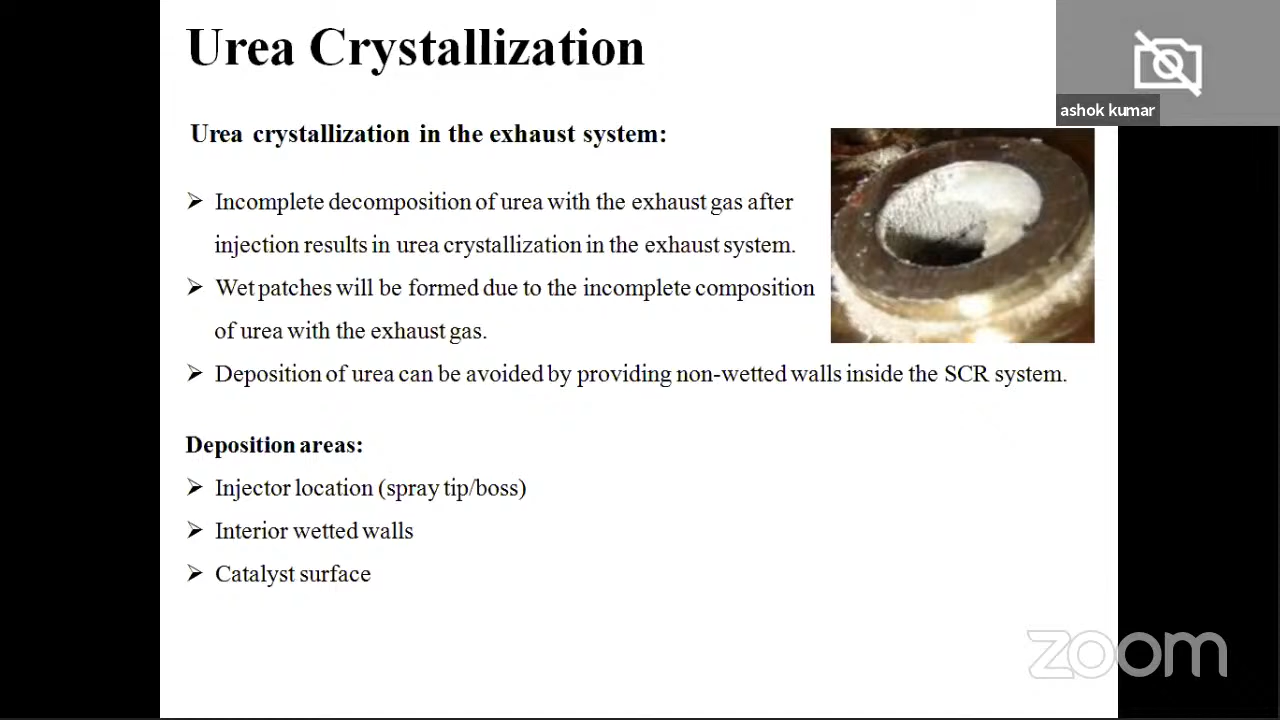 Urea Crystallization
ashok kumar
Urea crystallization in the exhaust system:
➢ Incomplete decomposition of urea with the exhaust gas after
injection results in urea crystallization in the exhaust system.
➢ Wet patches will be formed due to the incomplete composition
of urea with the exhaust gas.
➢ Deposition of urea can be avoided by providing non-wetted walls inside the SCR system.
Deposition areas:
➢ Injector location (spray tip/boss)
➢ Interior wetted walls
➢ Catalyst surface
zoom